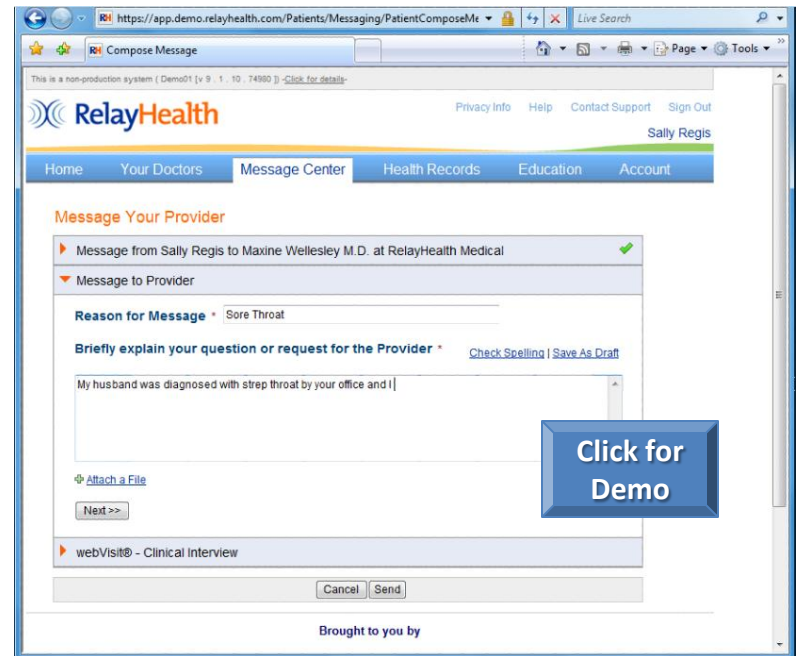 https://app.demo.relayhealth.com/Patients/Messaging/PatientComposeMe
Live Search
Compose Message
Page
Tools
This is a non-production system ( Demo01 [v 9 . 1 . 10 . 74980 ]) -Click for details-
RelayHealth
Privacy Info Help Contact Support Sign Out
Sally Regis
Home Your Doctors Message Center Health Records Education Account
Message Your Provider
Message from Sally Regis to Maxine Wellesley M.D. at RelayHealth Medical
Message to Provider
Reason for Message * Sore Throat
Briefly explain your question or request for the Provider * Check Spelling | Save As Draft
My husband was diagnosed with strep throat by your office and I
Click for
Demo
Attach a File
Next >>
webVisit® - Clinical Interview
Cancel Send
Brought to you by